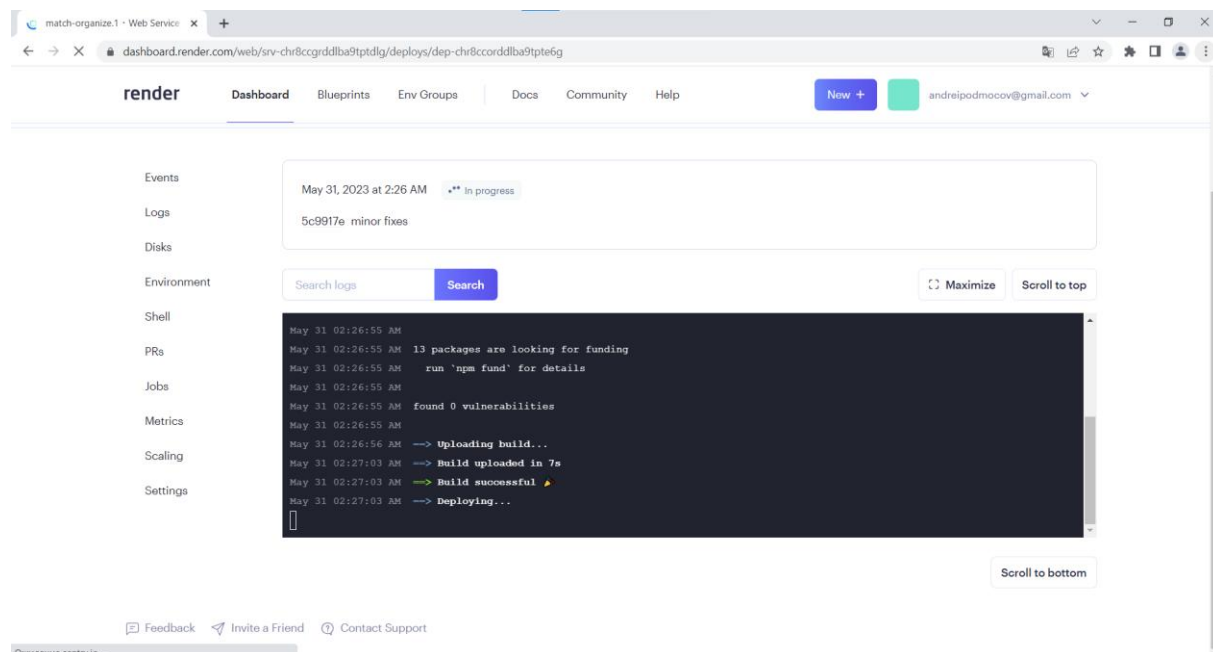 match-organize.1 · Web Service
dashboard.render.com/web/srv-chr8ccgrddlba9tptdlg/deploys/dep-chr8ccorddlba9tpte6g
render Dashboard Blueprints Env Groups Docs Community Help New + andreipodmocov@gmail.com
Events
Logs
Disks
Environment
Shell
PRs
Jobs
Metrics
Scaling
Settings
May 31, 2023 at 2:26 AM In progress
5c9917e minor fixes
Search logs Search Maximize Scroll to top
May 31 02:26:55 AM
May 31 02:26:55 AM 13 packages are looking for funding
May 31 02:26:55 AM run `npm fund` for details
May 31 02:26:55 AM
May 31 02:26:55 AM found 0 vulnerabilities
May 31 02:26:55 AM
May 31 02:26:56 AM ==> Uploading build...
May 31 02:27:03 AM ==> Build uploaded in 7s
May 31 02:27:03 AM ==> Build successful 🎉
May 31 02:27:03 AM ==> Deploying...
Scroll to bottom
Feedback Invite a Friend Contact Support